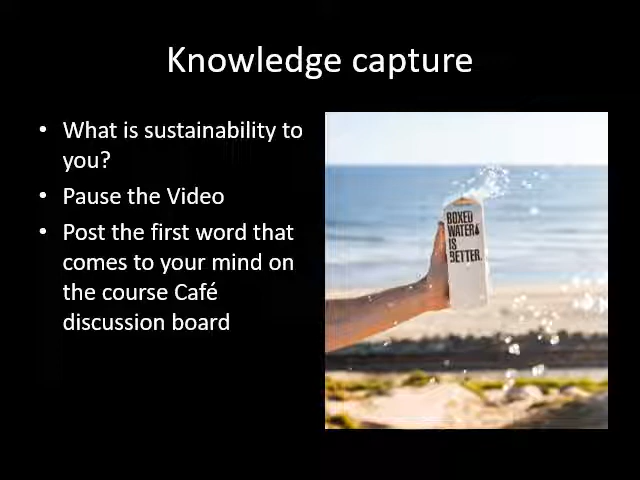 Knowledge capture
• What is sustainability to
you?
• Pause the Video
• Post the first word that
comes to your mind on
the course Café
discussion board
BOXED
WATER
IS
BETTER.